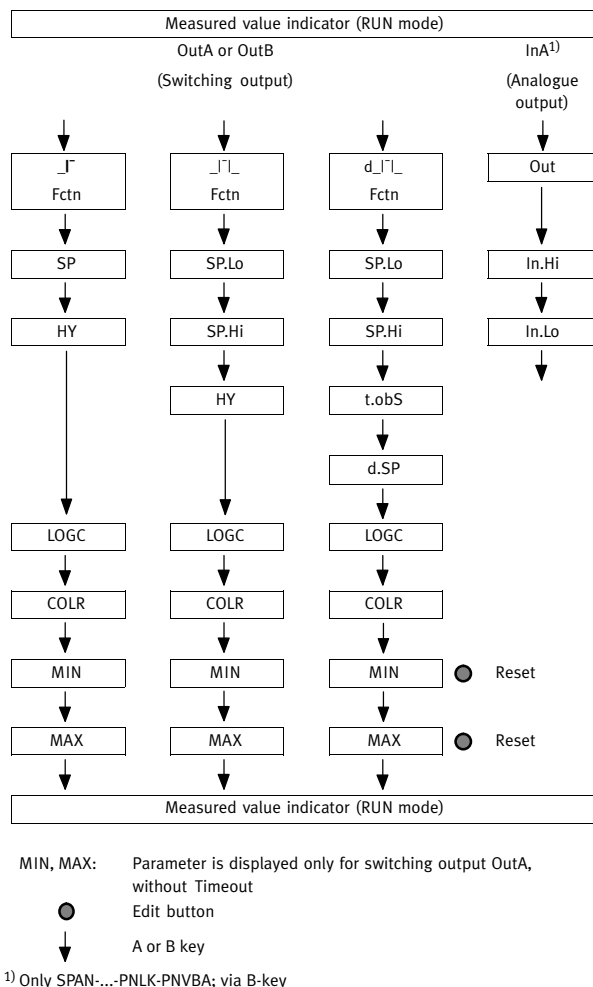 Measured value indicator (RUN mode)
OutA or OutB InA1)
(Switching output) (Analogue
output)
_|‾ _|‾|_ d_|‾|_ Out
Fctn Fctn Fctn
SP SP.Lo SP.Lo In.Hi
HY SP.Hi SP.Hi In.Lo
HY t.obS
d.SP
LOGC LOGC LOGC
COLR COLR COLR
MIN MIN MIN Reset
MAX MAX MAX Reset
Measured value indicator (RUN mode)
MIN, MAX: Parameter is displayed only for switching output OutA,
without Timeout
Edit button
A or B key
1) Only SPAN-...-PNLK-PNVBA; via B-key